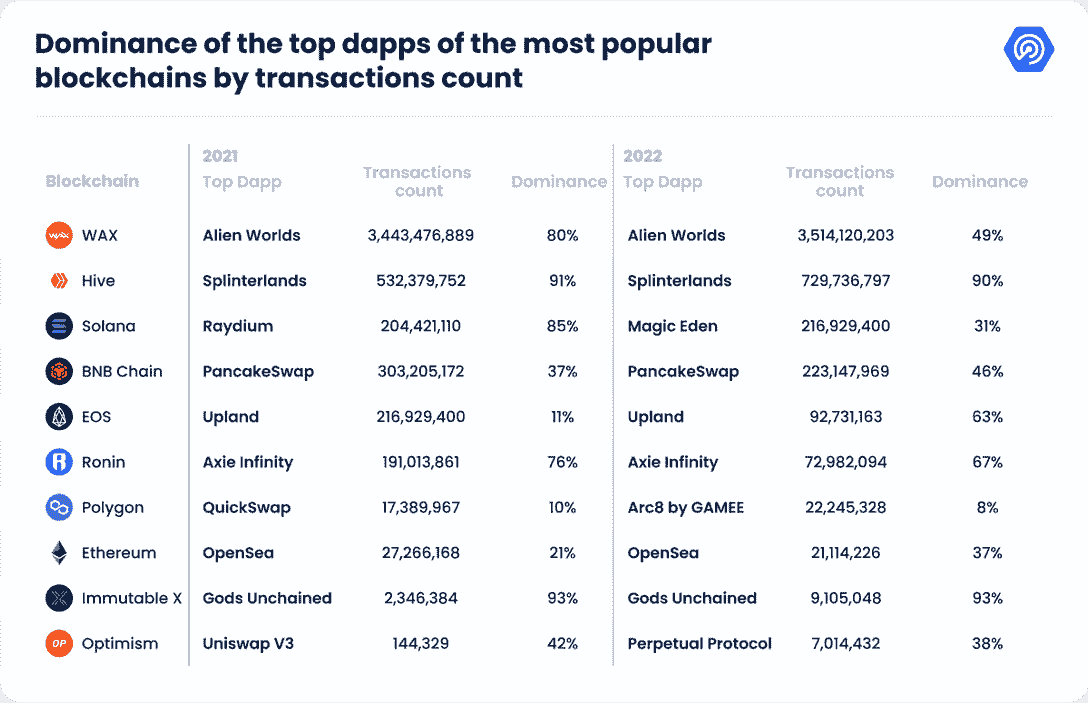 Dominance of the top dapps of the most popular
blockchains by transactions count
2021 2022
Blockchain Top Dapp Transactions count Dominance Top Dapp Transactions count Dominance
WAX Alien Worlds 3,443,476,889 80% Alien Worlds 3,514,120,203 49%
Hive Splinterlands 532,379,752 91% Splinterlands 729,736,797 90%
Solana Raydium 204,421,110 85% Magic Eden 216,929,400 31%
BNB Chain PancakeSwap 303,205,172 37% PancakeSwap 223,147,969 46%
EOS Upland 216,929,400 11% Upland 92,731,163 63%
Ronin Axie Infinity 191,013,861 76% Axie Infinity 72,982,094 67%
Polygon QuickSwap 17,389,967 10% Arc8 by GAMEE 22,245,328 8%
Ethereum OpenSea 27,266,168 21% OpenSea 21,114,226 37%
Immutable X Gods Unchained 2,346,384 93% Gods Unchained 9,105,048 93%
OP Optimism Uniswap V3 144,329 42% Perpetual Protocol 7,014,432 38%